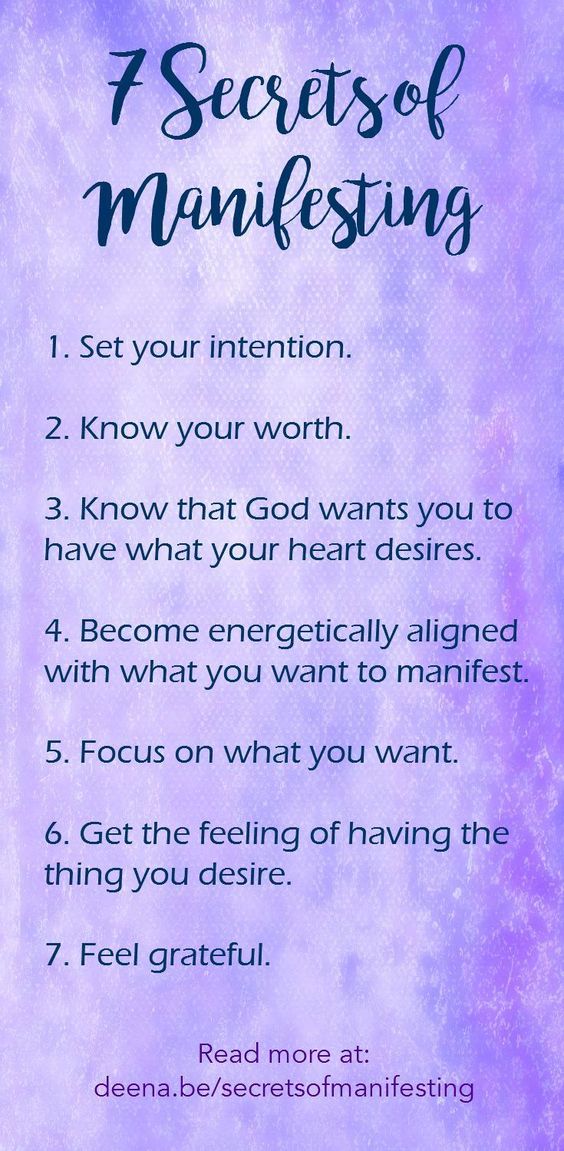 7 Secrets of
Manifesting
1. Set your intention.
2. Know your worth.
3. Know that God wants you to
have what your heart desires.
4. Become energetically aligned
with what you want to manifest.
5. Focus on what you want.
6. Get the feeling of having the
thing you desire.
7. Feel grateful.
Read more at:
deena.be/secretsofmanifesting